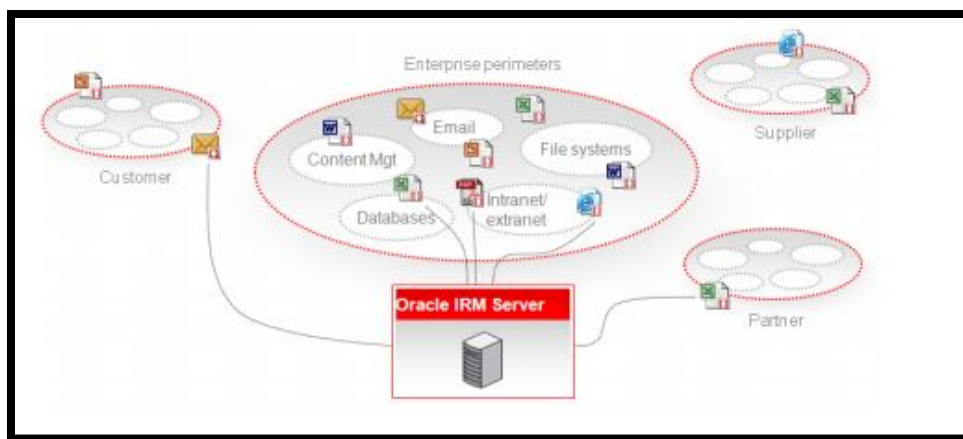 Enterprise perimeters
Customer
Email
Content Mgt
File systems
Databases
Intranet/
extranet
Supplier
Partner
Oracle IRM Server